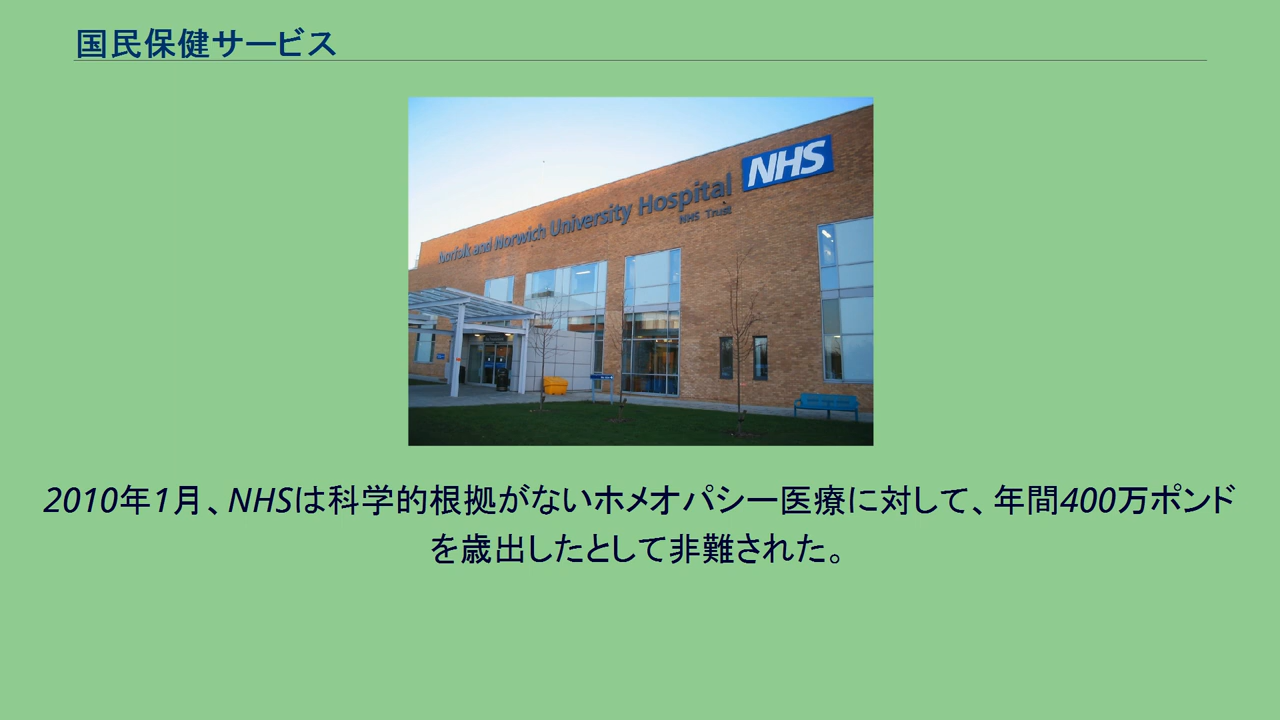 国民保健サービス
NHS
Norfolk and Norwich University Hospital
NHS Trust
2010年1月、NHSは科学的根拠がないホメオパシー医療に対して、年間400万ポンド
を歳出したとして非難された。